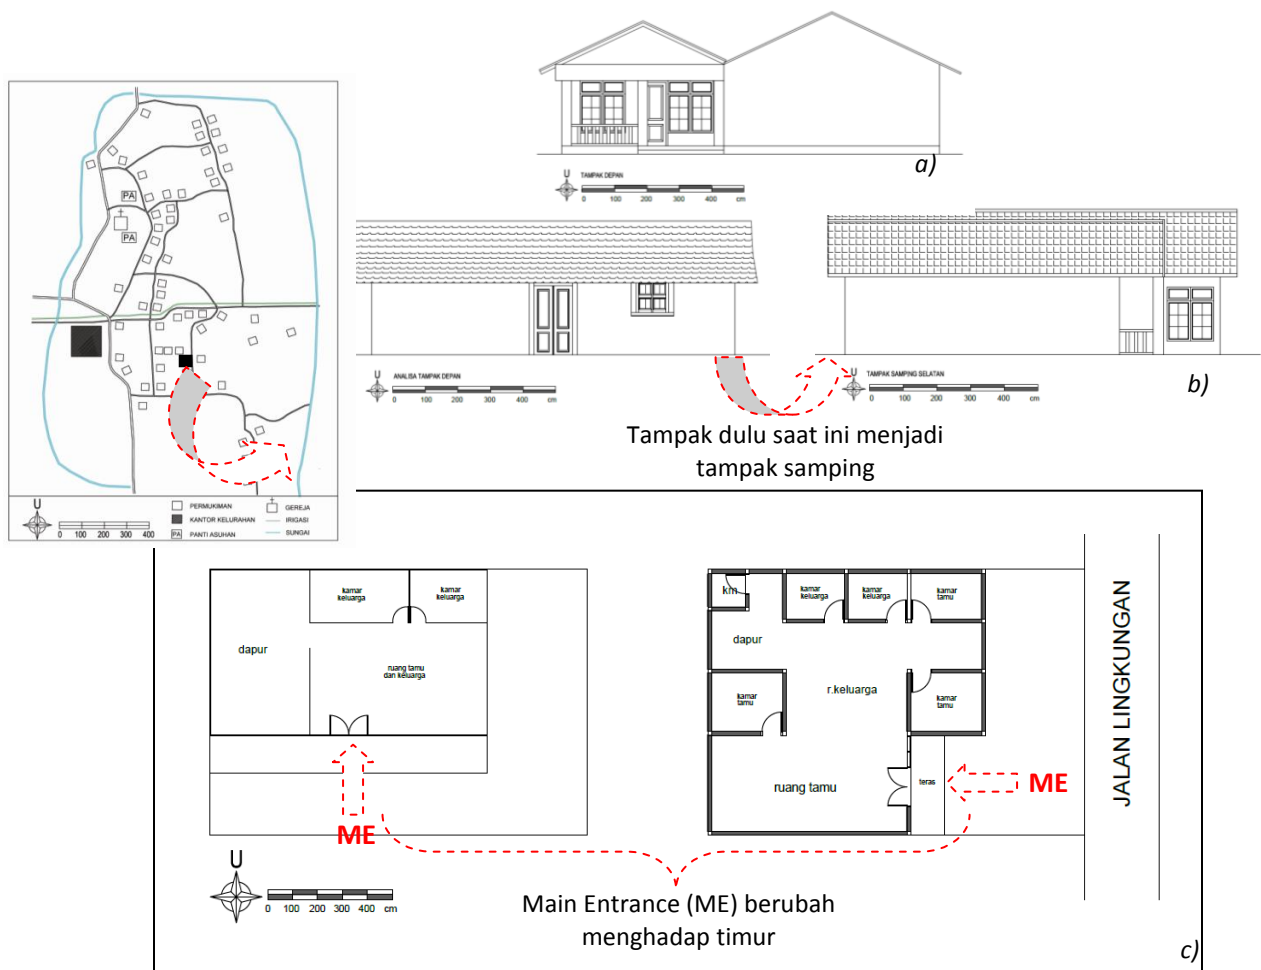 a)
U
TAMPAK DEPAN
0 100 200 300 400 cm
PA
PA
U
ANALISA TAMPAK DEPAN
0 100 200 300 400 cm
U
TAMPAK SAMPING SELATAN
0 100 200 300 400 cm
b)
Tampak dulu saat ini menjadi
tampak samping
U
0 100 200 300 400
PERMUKIMAN
KANTOR KELURAHAN
PA PANTI ASUHAN
GEREJA
IRIGASI
SUNGAI
kamar
keluarga
kamar
keluarga
dapur
ruang tamu
dan keluarga
ME
km
kamar
keluarga
kamar
keluarga
kamar
tamu
dapur
kamar
tamu
r.keluarga
kamar
tamu
ruang tamu
teras
ME
JALAN LINGKUNGAN
U
0 100 200 300 400 cm
Main Entrance (ME) berubah
menghadap timur
c)